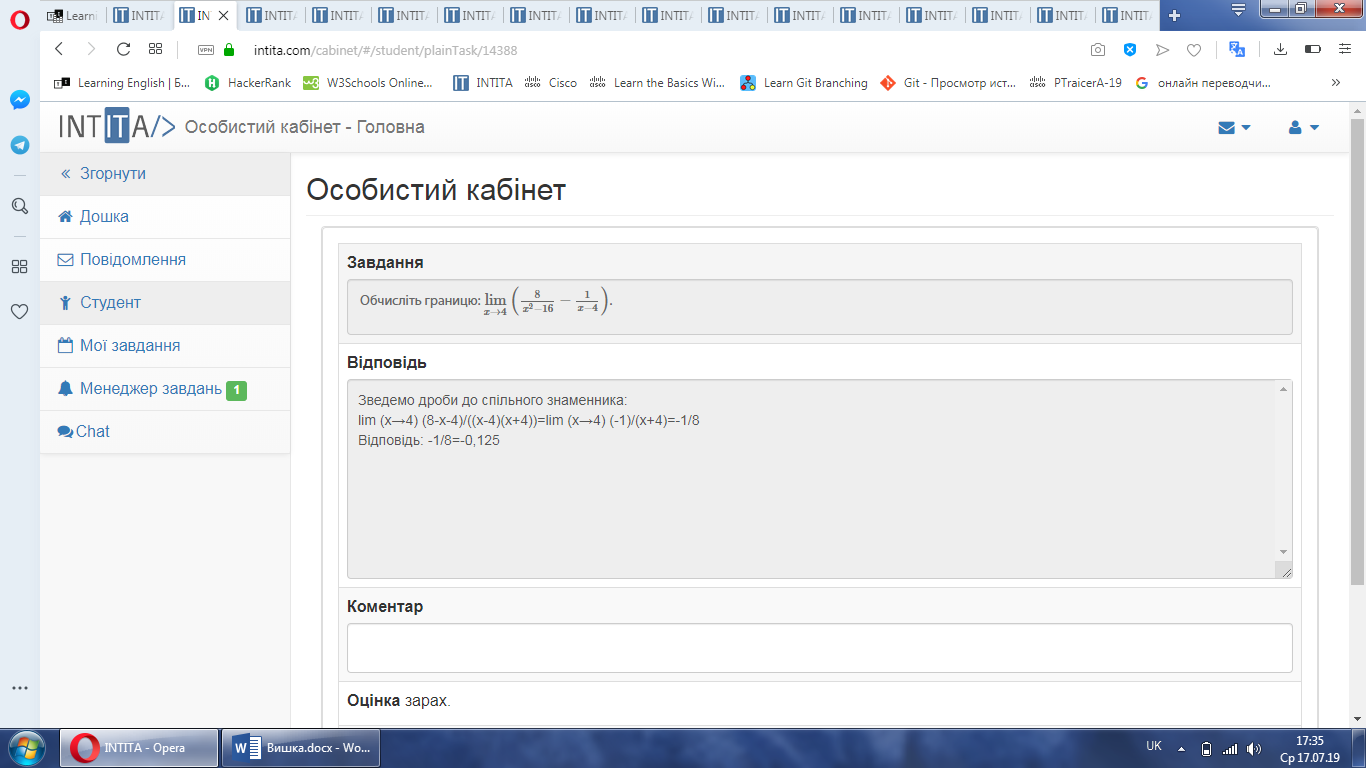 Learni
INTITA
IN
INTITA
INTITA
INTITA
INTITA
INTITA
INTITA
INTITA
INTITA
INTITA
INTITA
INTITA
INTITA
INTITA
INTITA
VPN
intita.com/cabinet/#/student/plainTask/14388
Learning English | Б...
HackerRank
W3Schools Online...
INTITA
Cisco
Learn the Basics Wi...
Learn Git Branching
Git - Просмотр ист...
PTraicerA-19
онлайн переводчи...
INTITA/> Особистий кабінет - Головна
Згорнути
Дошка
Повідомлення
Студент
Мої завдання
Менеджер завдань 1
Chat
Особистий кабінет
Завдання
Обчисліть границю: lim x→4 (8/(x²−16) − 1/(x−4)).
Відповідь
Зведемо дроби до спільного знаменника:
lim (x→4) (8-x-4)/((x-4)(x+4))=lim (x→4) (-1)/(x+4)=-1/8
Відповідь: -1/8=-0,125
Коментар
Оцінка зарах.
INTITA - Opera
Вишка.docx - Wo...
UK
17:35
Ср 17.07.19